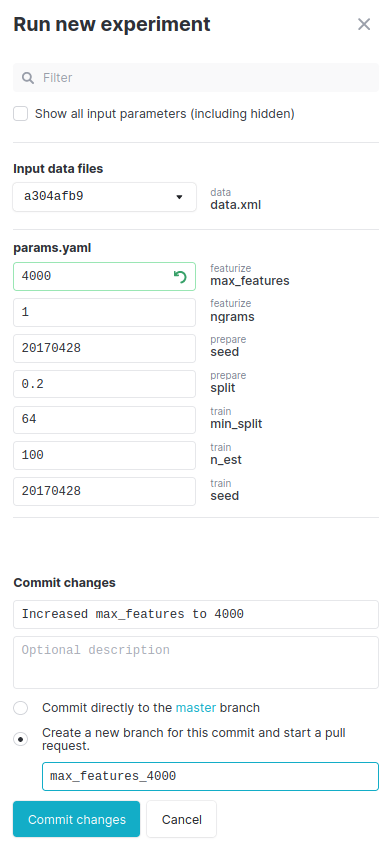 Run new experiment
Filter
Show all input parameters (including hidden)
Input data files
a304afb9
data
data.xml
params.yaml
4000
featurize
max_features
1
featurize
ngrams
20170428
prepare
seed
0.2
prepare
split
64
train
min_split
100
train
n_est
20170428
train
seed
Commit changes
Increased max_features to 4000
Optional description
Commit directly to the master branch
Create a new branch for this commit and start a pull
request.
max_features_4000
Commit changes Cancel